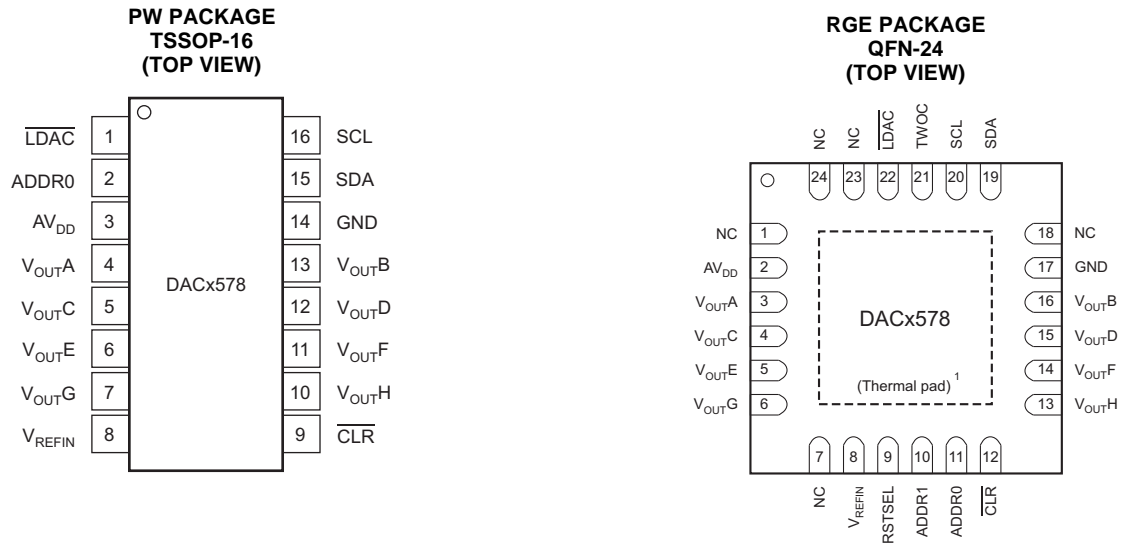 PW PACKAGE
TSSOP-16
(TOP VIEW)
LDAC 1
ADDR0 2
AVDD 3
VOUTA 4
VOUTC 5
VOUTE 6
VOUTG 7
VREFIN 8
DACx578
16 SCL
15 SDA
14 GND
13 VOUTB
12 VOUTD
11 VOUTF
10 VOUTH
9 CLR
RGE PACKAGE
QFN-24
(TOP VIEW)
NC NC LDAC TWOC SCL SDA
24 23 22 21 20 19
NC 1
AVDD 2
VOUTA 3
VOUTC 4
VOUTE 5
VOUTG 6
DACx578
(Thermal pad) 1
18 NC
17 GND
16 VOUTB
15 VOUTD
14 VOUTF
13 VOUTH
7 8 9 10 11 12
NC VREFIN RSTSEL ADDR1 ADDR0 CLR